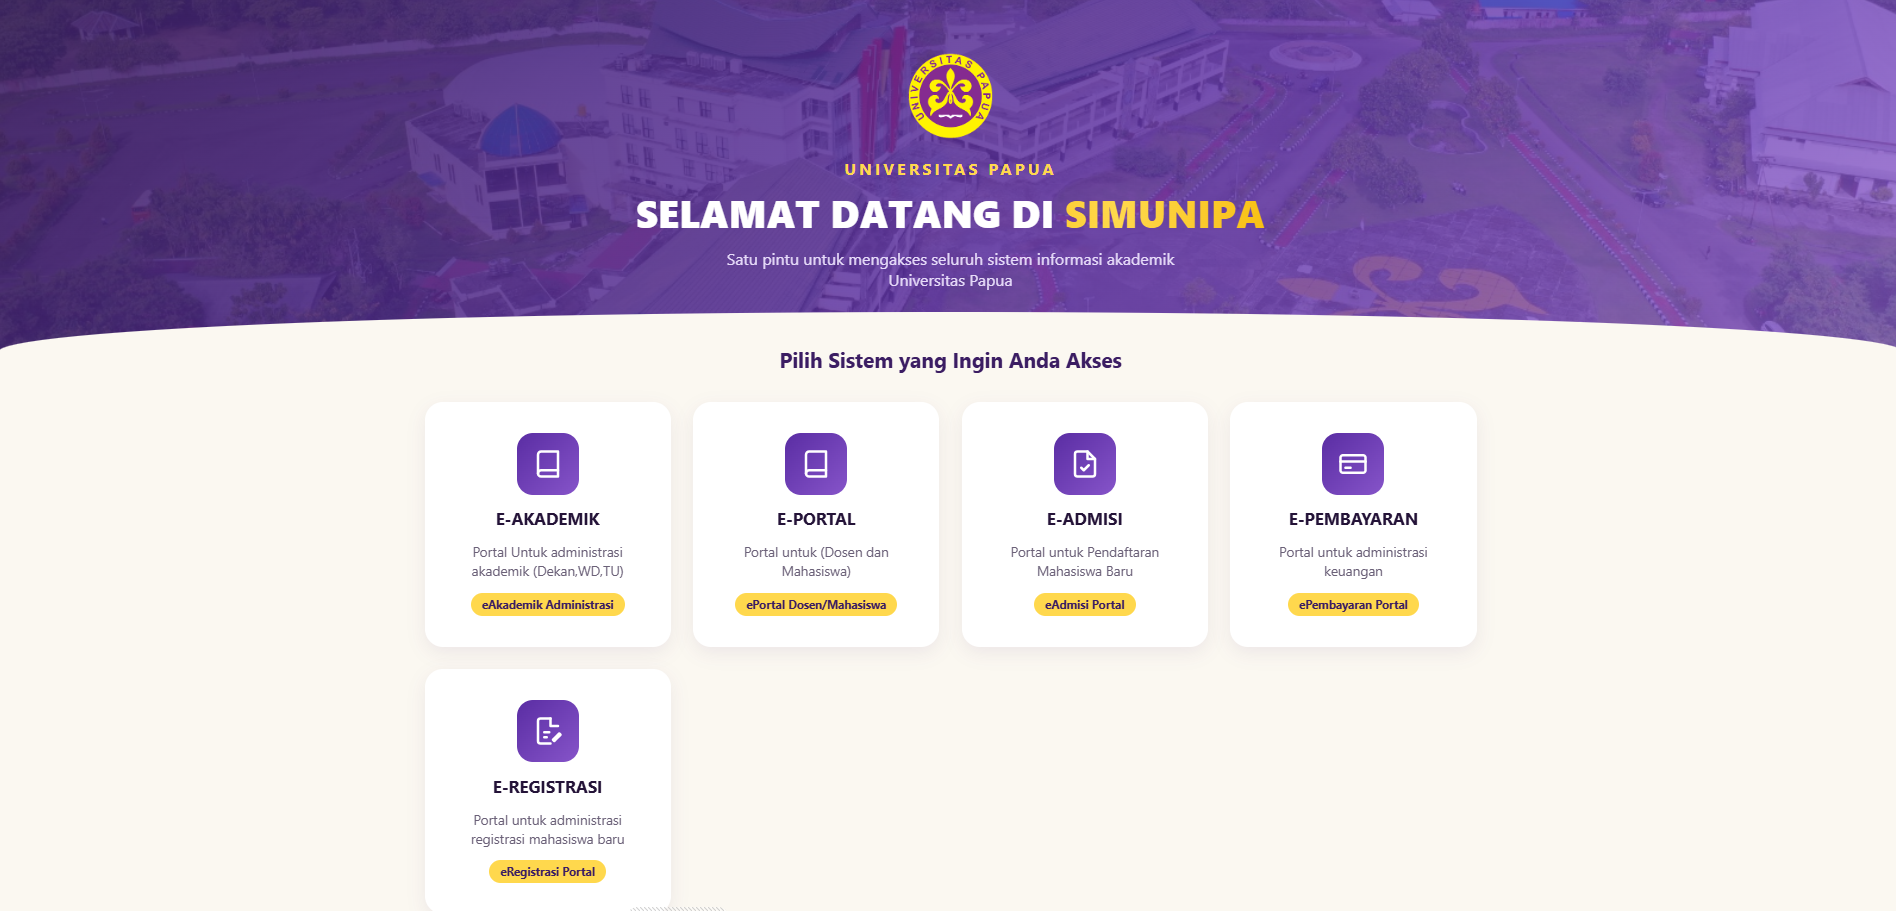 UNIVERSITAS PAPUA
UNIVERSITAS PAPUA
SELAMAT DATANG DI SIMUNIPA
Satu pintu untuk mengakses seluruh sistem informasi akademik
Universitas Papua
Pilih Sistem yang Ingin Anda Akses
E-AKADEMIK
Portal Untuk administrasi
akademik (Dekan,WD,TU)
eAkademik Administrasi
E-PORTAL
Portal untuk (Dosen dan
Mahasiswa)
ePortal Dosen/Mahasiswa
E-ADMISI
Portal untuk Pendaftaran
Mahasiswa Baru
eAdmisi Portal
E-PEMBAYARAN
Portal untuk administrasi
keuangan
ePembayaran Portal
E-REGISTRASI
Portal untuk administrasi
registrasi mahasiswa baru
eRegistrasi Portal